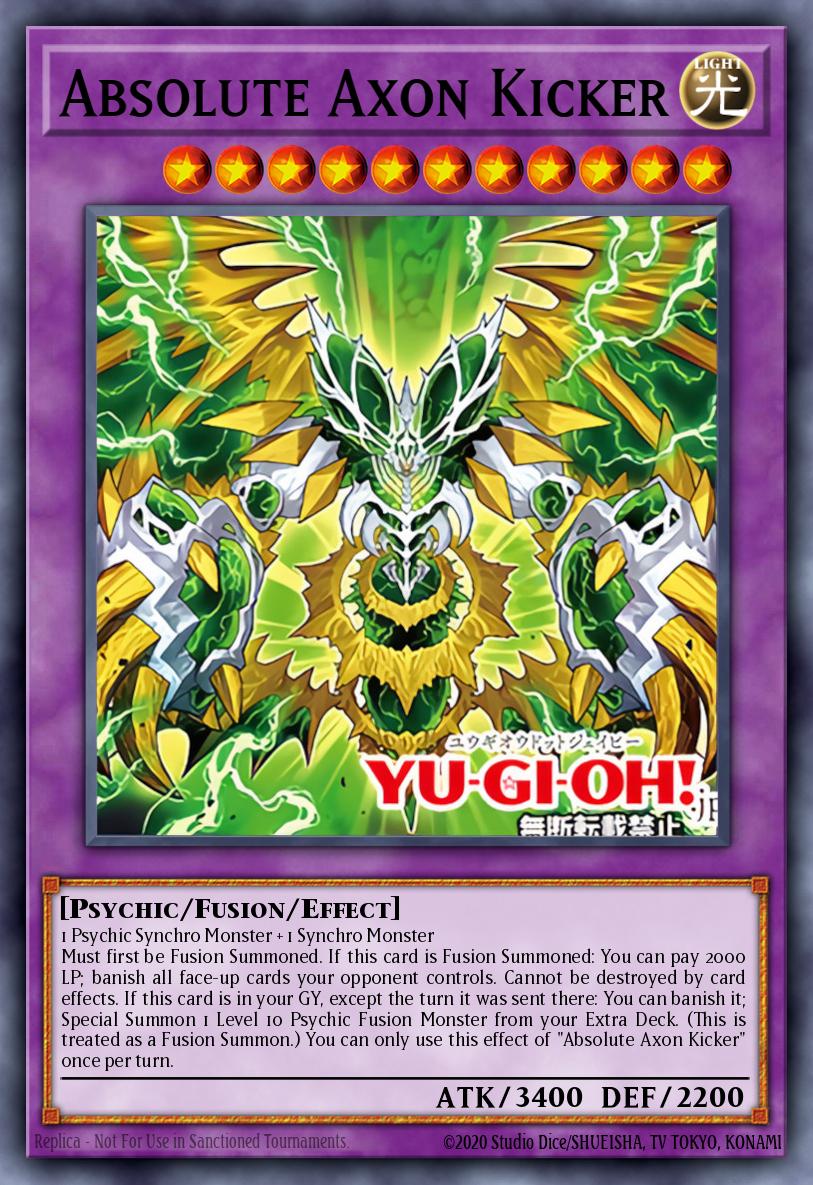 ABSOLUTE AXON KICKER
LIGHT
光
ユウギオウドットジェイピー
YU-GI-OH!
無断転載禁止
[PSYCHIC/FUSION/EFFECT]
1 Psychic Synchro Monster + 1 Synchro Monster
Must first be Fusion Summoned. If this card is Fusion Summoned: You can pay 2000
LP; banish all face-up cards your opponent controls. Cannot be destroyed by card
effects. If this card is in your GY, except the turn it was sent there: You can banish it;
Special Summon 1 Level 10 Psychic Fusion Monster from your Extra Deck. (This is
treated as a Fusion Summon.) You can only use this effect of "Absolute Axon Kicker"
once per turn.
ATK/3400 DEF/2200
Replica - Not For Use in Sanctioned Tournaments.
©2020 Studio Dice/SHUEISHA, TV TOKYO, KONAMI